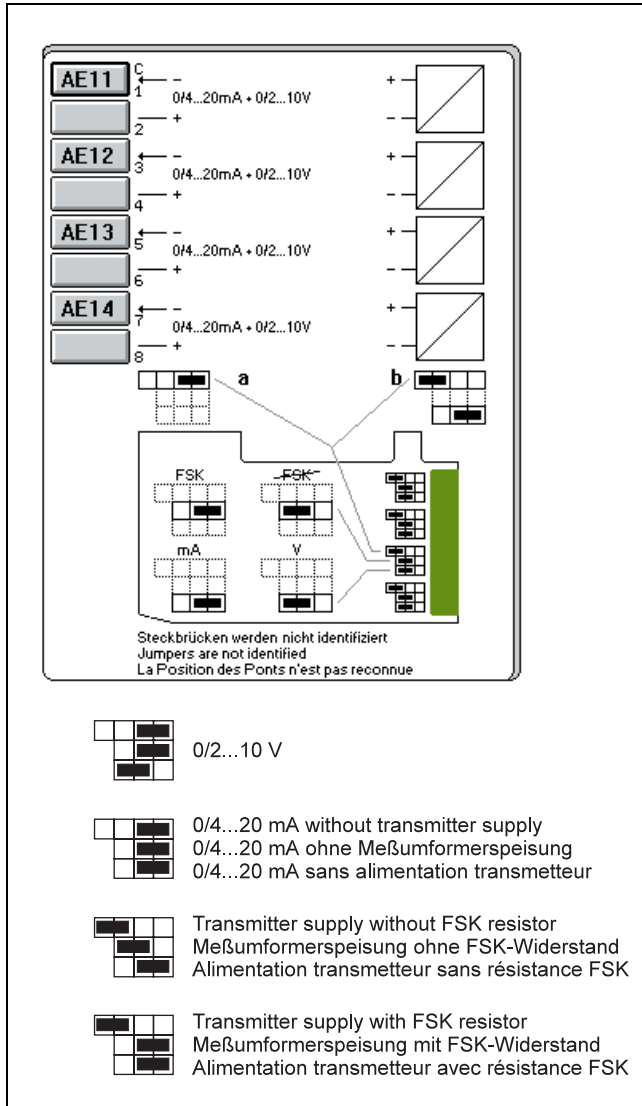 AE11 C 1 ← − + −
0/4...20mA + 0/2...10V
2 + − −
AE12 3 ← − + −
0/4...20mA + 0/2...10V
4 + − −
AE13 5 ← − + −
0/4...20mA + 0/2...10V
6 + − −
AE14 7 ← − + −
0/4...20mA + 0/2...10V
8 + − −
a b
FSK FSK
mA V
Steckbrücken werden nicht identifiziert
Jumpers are not identified
La Position des Ponts n'est pas reconnue
0/2...10 V
0/4...20 mA without transmitter supply
0/4...20 mA ohne Meßumformerspeisung
0/4...20 mA sans alimentation transmetteur
Transmitter supply without FSK resistor
Meßumformerspeisung ohne FSK-Widerstand
Alimentation transmetteur sans résistance FSK
Transmitter supply with FSK resistor
Meßumformerspeisung mit FSK-Widerstand
Alimentation transmetteur avec résistance FSK